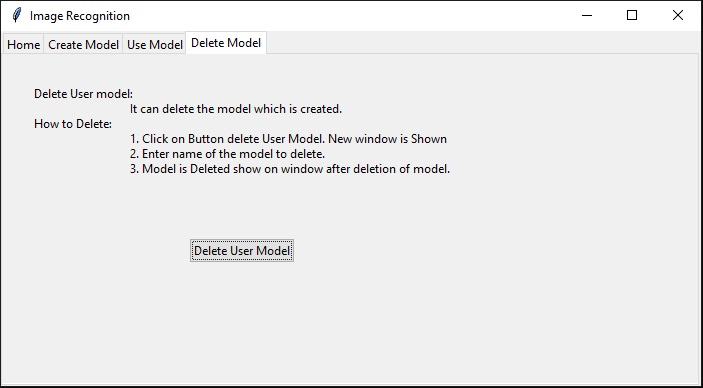 Image Recognition
Home Create Model Use Model Delete Model
Delete User model:
It can delete the model which is created.
How to Delete:
1. Click on Button delete User Model. New window is Shown
2. Enter name of the model to delete.
3. Model is Deleted show on window after deletion of model.
Delete User Model